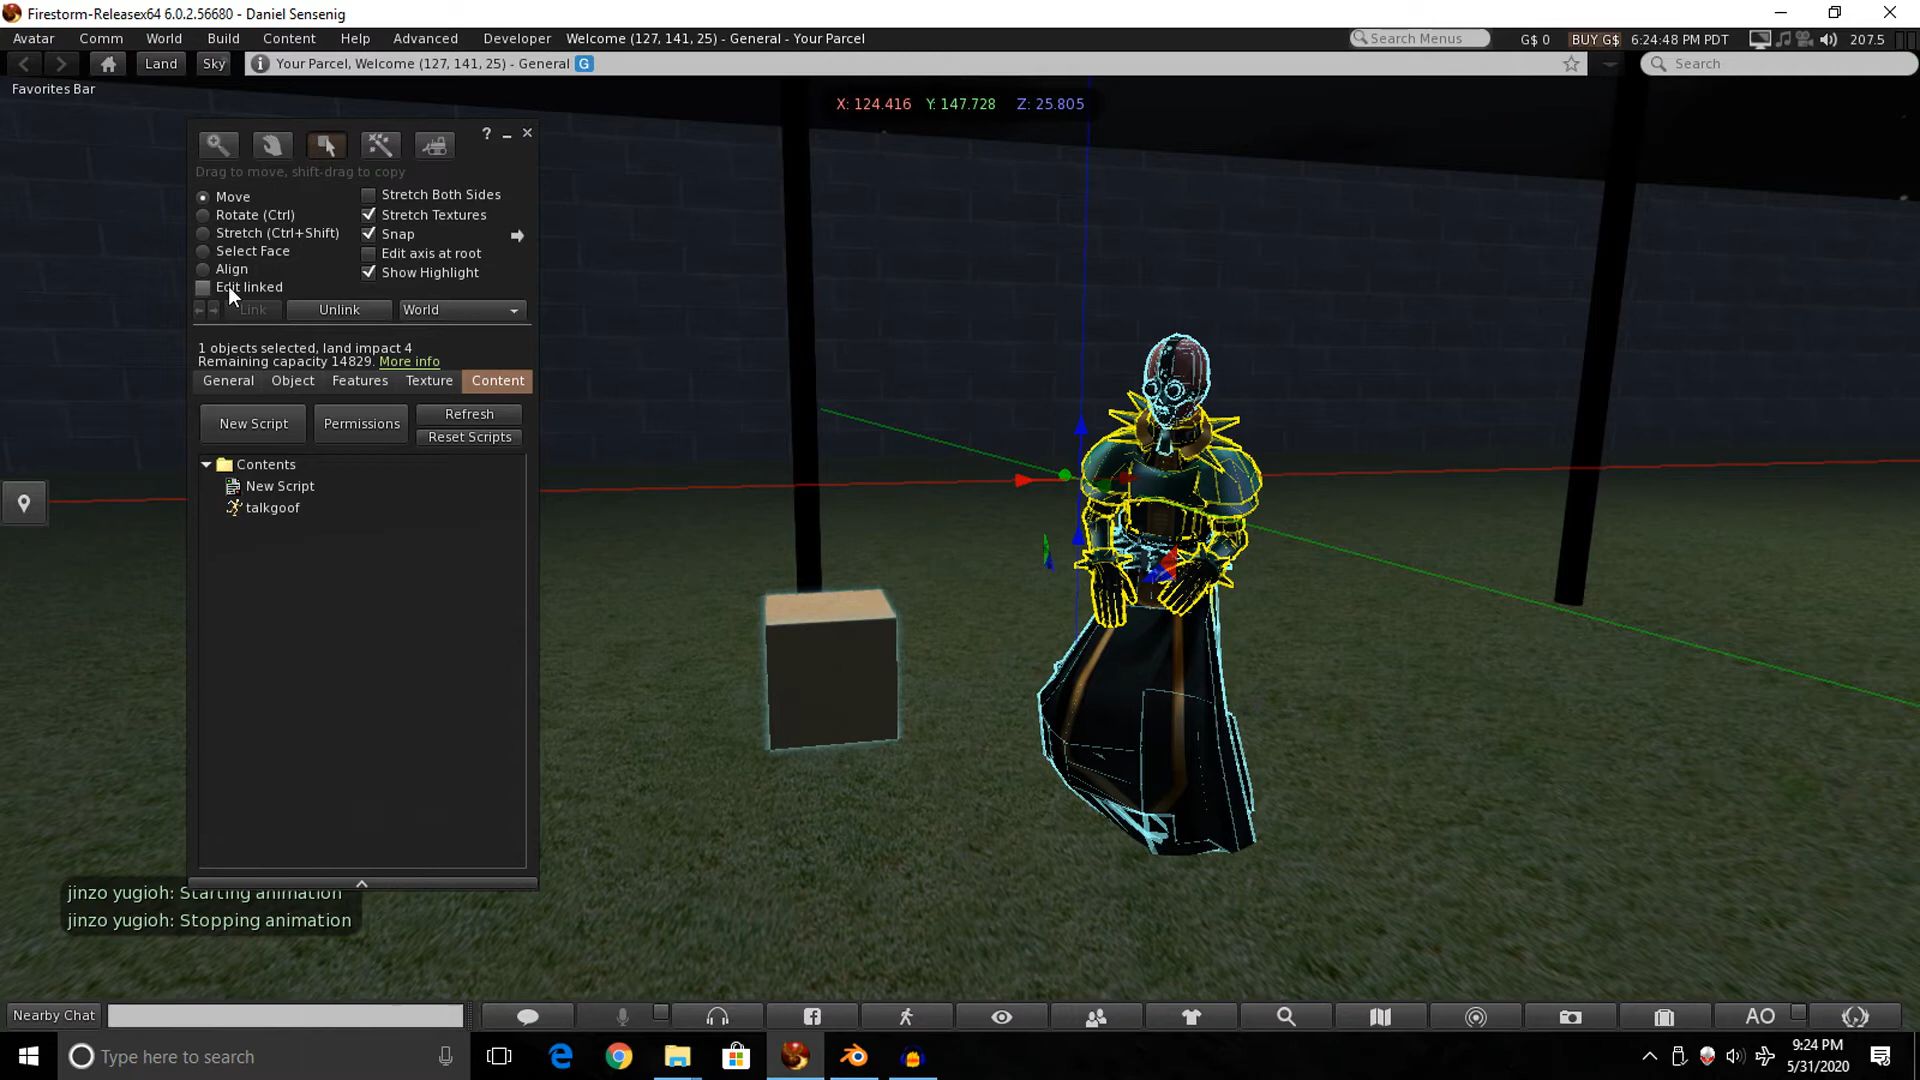 Firestorm-Releasex64 6.0.2.56680 - Daniel Sensenig
Avatar Comm World Build Content Help Advanced Developer Welcome (127, 141, 25) - General - Your Parcel Search Menus G$ 0 BUY G$ 6:24:48 PM PDT 207.5
Land Sky Your Parcel, Welcome (127, 141, 25) - General G Search
Favorites Bar
X: 124.416 Y: 147.728 Z: 25.805
?
Drag to move, shift-drag to copy
Move
Rotate (Ctrl)
Stretch (Ctrl+Shift)
Select Face
Align
Edit linked
Stretch Both Sides
Stretch Textures
Snap
Edit axis at root
Show Highlight
Link Unlink World
1 objects selected, land impact 4
Remaining capacity 14829. More info
General Object Features Texture Content
New Script Permissions Refresh
Reset Scripts
Contents
New Script
talkgoof
jinzo yugioh: Starting animation
jinzo yugioh: Stopping animation
Nearby Chat
AO
Type here to search
9:24 PM
5/31/2020